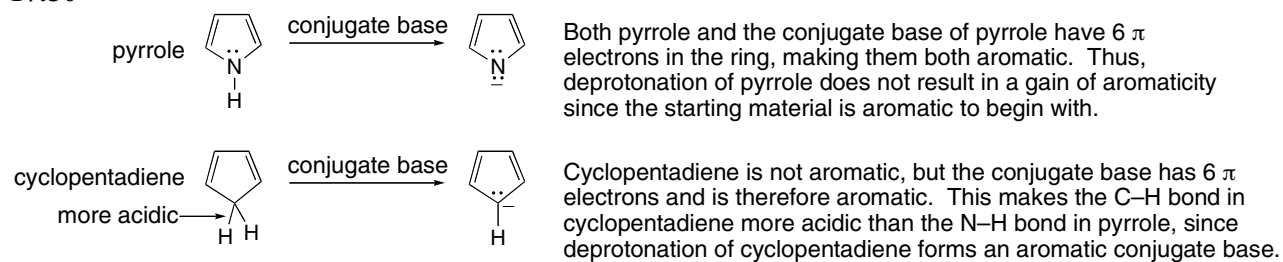 pyrrole
N
H
conjugate base
N
Both pyrrole and the conjugate base of pyrrole have 6 π
electrons in the ring, making them both aromatic.  Thus,
deprotonation of pyrrole does not result in a gain of aromaticity
since the starting material is aromatic to begin with.
cyclopentadiene
more acidic
H H
conjugate base
H
Cyclopentadiene is not aromatic, but the conjugate base has 6 π
electrons and is therefore aromatic.  This makes the C–H bond in
cyclopentadiene more acidic than the N–H bond in pyrrole, since
deprotonation of cyclopentadiene forms an aromatic conjugate base.